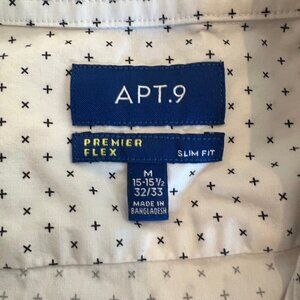 APT.9
PREMIER
FLEX
SLIM FIT
M
15-15½
32/33
MADE IN
BANGLADESH